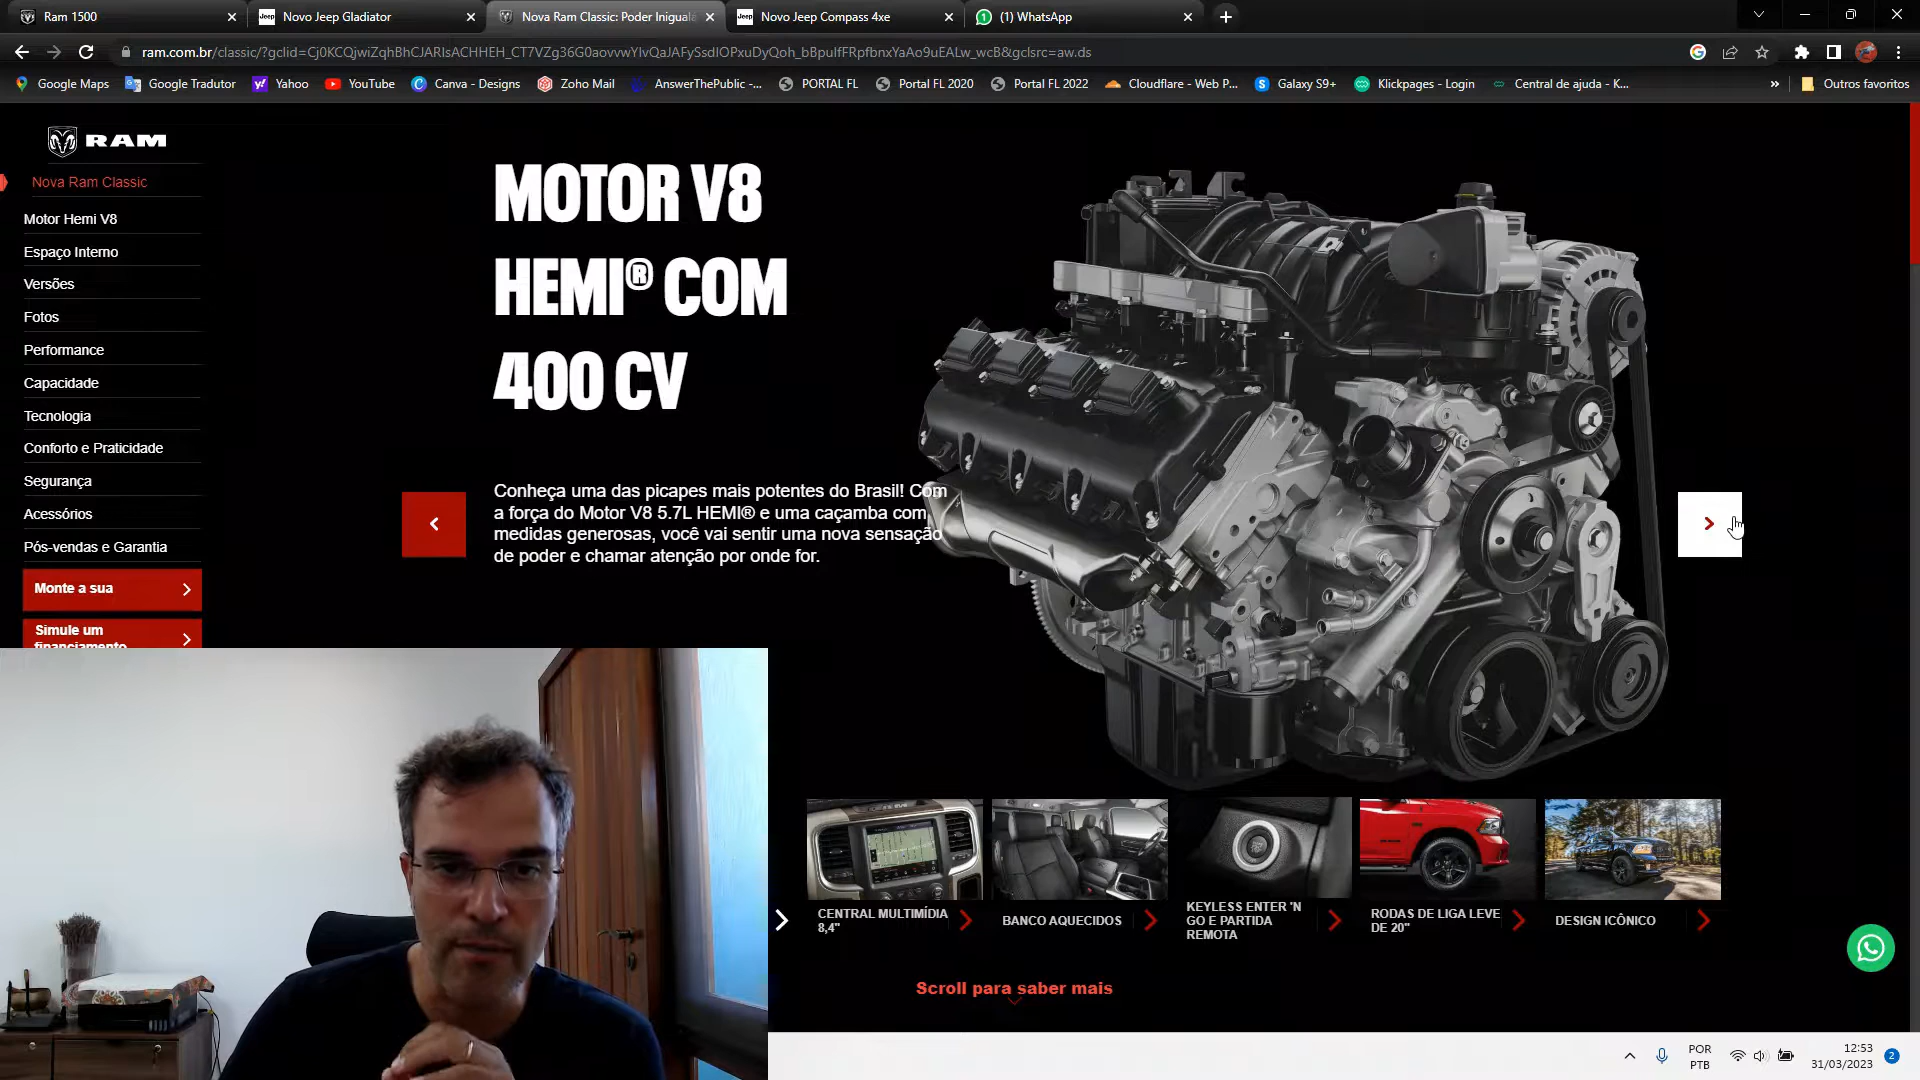 Ram 1500
Novo Jeep Gladiator
Nova Ram Classic: Poder Inigual
Novo Jeep Compass 4xe
(1) WhatsApp
ram.com.br/classic/?gclid=Cj0KCQjwiZqhBhCJARIsACHHEH_CT7VZg36G0aovvwYIvQaJAFySsdIOPxuDyQoh_bBpulfFRpfbnxYaAo9uEALw_wcB&gclsrc=aw.ds
Google Maps
Google Tradutor
Yahoo
YouTube
Canva - Designs
Zoho Mail
AnswerThePublic -...
PORTAL FL
Portal FL 2020
Portal FL 2022
Cloudflare - Web P...
Galaxy S9+
Klickpages - Login
Central de ajuda - K...
Outros favoritos
RAM
Nova Ram Classic
Motor Hemi V8
Espaço Interno
Versões
Fotos
Performance
Capacidade
Tecnologia
Conforto e Praticidade
Segurança
Acessórios
Pós-vendas e Garantia
Monte a sua
Simule um
financiamento
MOTOR V8
HEMI® COM
400 CV
Conheça uma das picapes mais potentes do Brasil! Com
a força do Motor V8 5.7L HEMI® e uma caçamba com
medidas generosas, você vai sentir uma nova sensação
de poder e chamar atenção por onde for.
CENTRAL MULTIMÍDIA
8,4"
BANCO AQUECIDOS
KEYLESS ENTER 'N
GO E PARTIDA
REMOTA
RODAS DE LIGA LEVE
DE 20"
DESIGN ICÔNICO
Scroll para saber mais
POR
PTB
12:53
31/03/2023
2